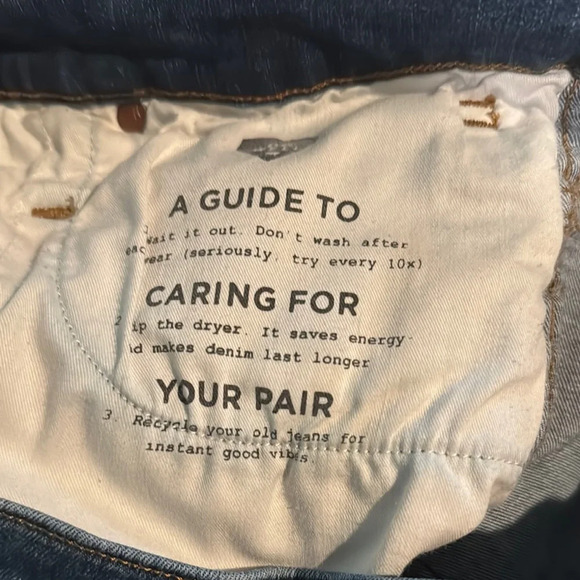 A GUIDE TO
wait it out. Don't wash after
wear (seriously, try every 10x)
CARING FOR
the dryer. It saves energy
makes denim last longer
YOUR PAIR
3. Recycle your old jeans for
instant good vibes.